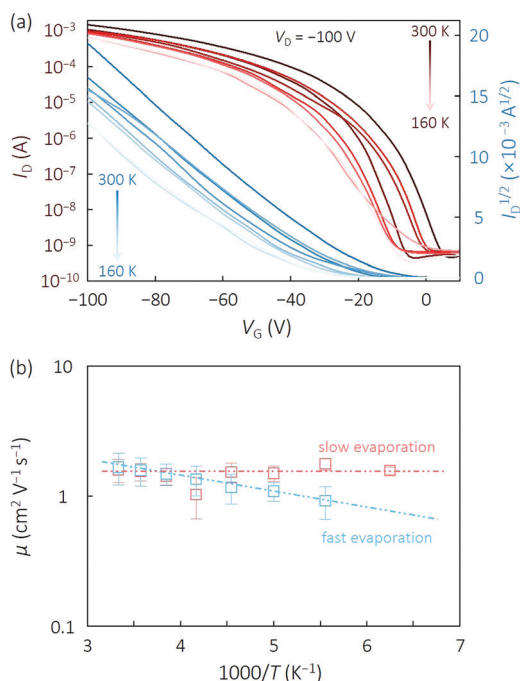 (a)
V_D = −100 V
300 K
160 K
300 K
160 K
10⁻³
10⁻⁴
10⁻⁵
10⁻⁶
10⁻⁷
10⁻⁸
10⁻⁹
10⁻¹⁰
I_D (A)
20
15
10
5
0
I_D^1/2 (×10⁻³ A^1/2)
−100 −80 −60 −40 −20 0
V_G (V)
(b)
10
1
0.1
μ (cm² V⁻¹ s⁻¹)
slow evaporation
fast evaporation
3 4 5 6 7
1000/T (K⁻¹)